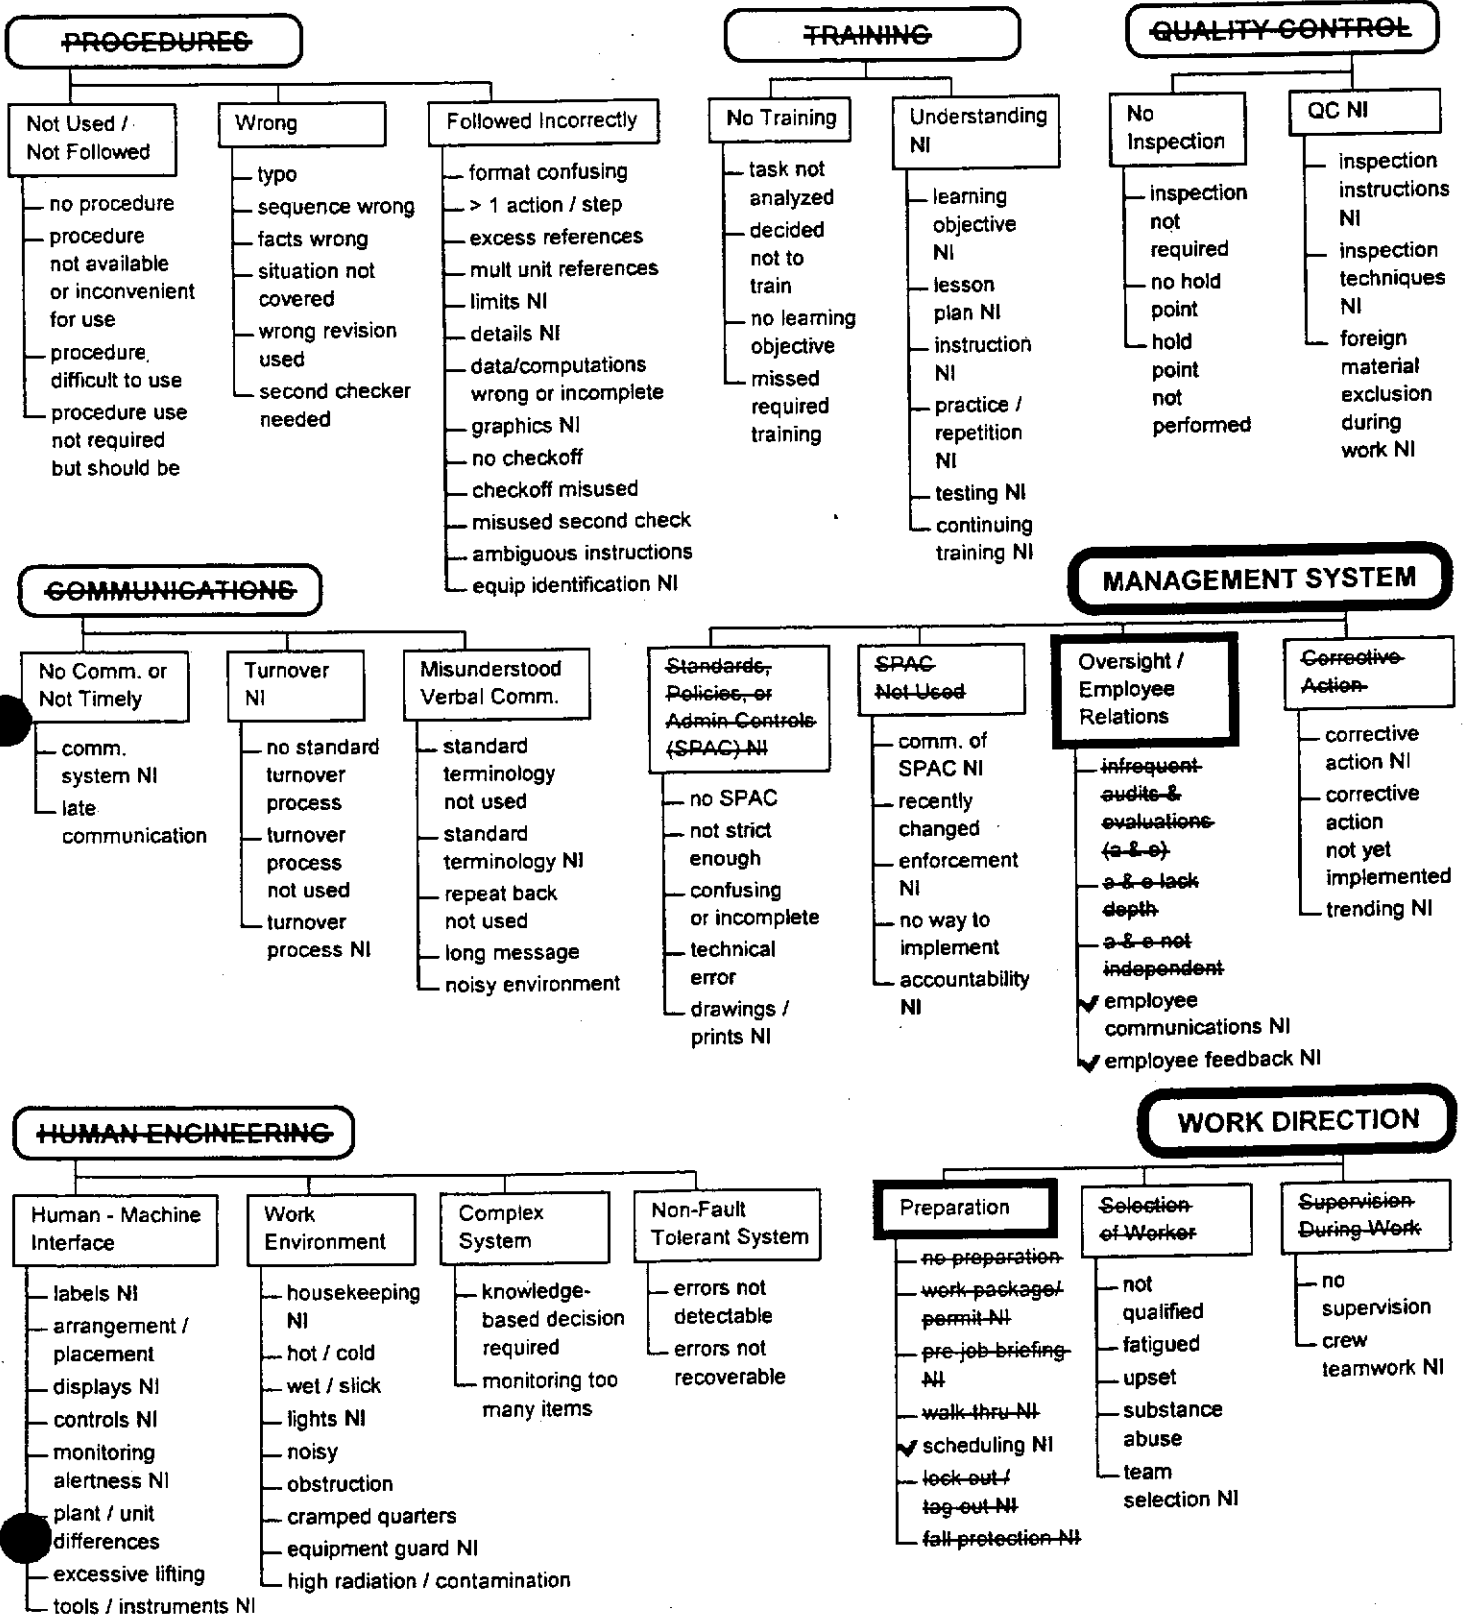 PROCEDURES
Not Used /
Not Followed
no procedure
procedure
not available
or inconvenient
for use
procedure
difficult to use
procedure use
not required
but should be
Wrong
typo
sequence wrong
facts wrong
situation not
covered
wrong revision
used
second checker
needed
Followed Incorrectly
format confusing
> 1 action / step
excess references
mult unit references
limits NI
details NI
data/computations
wrong or incomplete
graphics NI
no checkoff
checkoff misused
misused second check
ambiguous instructions
equip identification NI
TRAINING
No Training
task not
analyzed
decided
not to
train
no learning
objective
missed
required
training
Understanding
NI
learning
objective
NI
lesson
plan NI
instruction
NI
practice /
repetition
NI
testing NI
continuing
training NI
QUALITY CONTROL
No
Inspection
inspection
not
required
no hold
point
hold
point
not
performed
QC NI
inspection
instructions
NI
inspection
techniques
NI
foreign
material
exclusion
during
work NI
COMMUNICATIONS
No Comm. or
Not Timely
comm.
system NI
late
communication
Turnover
NI
no standard
turnover
process
turnover
process
not used
turnover
process NI
Misunderstood
Verbal Comm.
standard
terminology
not used
standard
terminology NI
repeat back
not used
long message
noisy environment
MANAGEMENT SYSTEM
Standards,
Policies, or
Admin Controls
(SPAC) NI
no SPAC
not strict
enough
confusing
or incomplete
technical
error
drawings /
prints NI
SPAC
Not Used
comm. of
SPAC NI
recently
changed
enforcement
NI
no way to
implement
accountability
NI
Oversight /
Employee
Relations
infrequent
audits &
evaluations
(a & e)
a & e lack
depth
a & e not
independent
employee
communications NI
employee feedback NI
Corrective
Action
corrective
action NI
corrective
action
not yet
implemented
trending NI
HUMAN ENGINEERING
Human - Machine
Interface
labels NI
arrangement /
placement
displays NI
controls NI
monitoring
alertness NI
plant / unit
differences
excessive lifting
tools / instruments NI
Work
Environment
housekeeping
NI
hot / cold
wet / slick
lights NI
noisy
obstruction
cramped quarters
equipment guard NI
high radiation / contamination
Complex
System
knowledge-
based decision
required
monitoring too
many items
Non-Fault
Tolerant System
errors not
detectable
errors not
recoverable
WORK DIRECTION
Preparation
no preparation
work package/
permit NI
pre-job briefing
NI
walk thru NI
scheduling NI
lock out /
tag out NI
fall protection NI
Selection
of Worker
not
qualified
fatigued
upset
substance
abuse
team
selection NI
Supervision
During Work
no
supervision
crew
teamwork NI